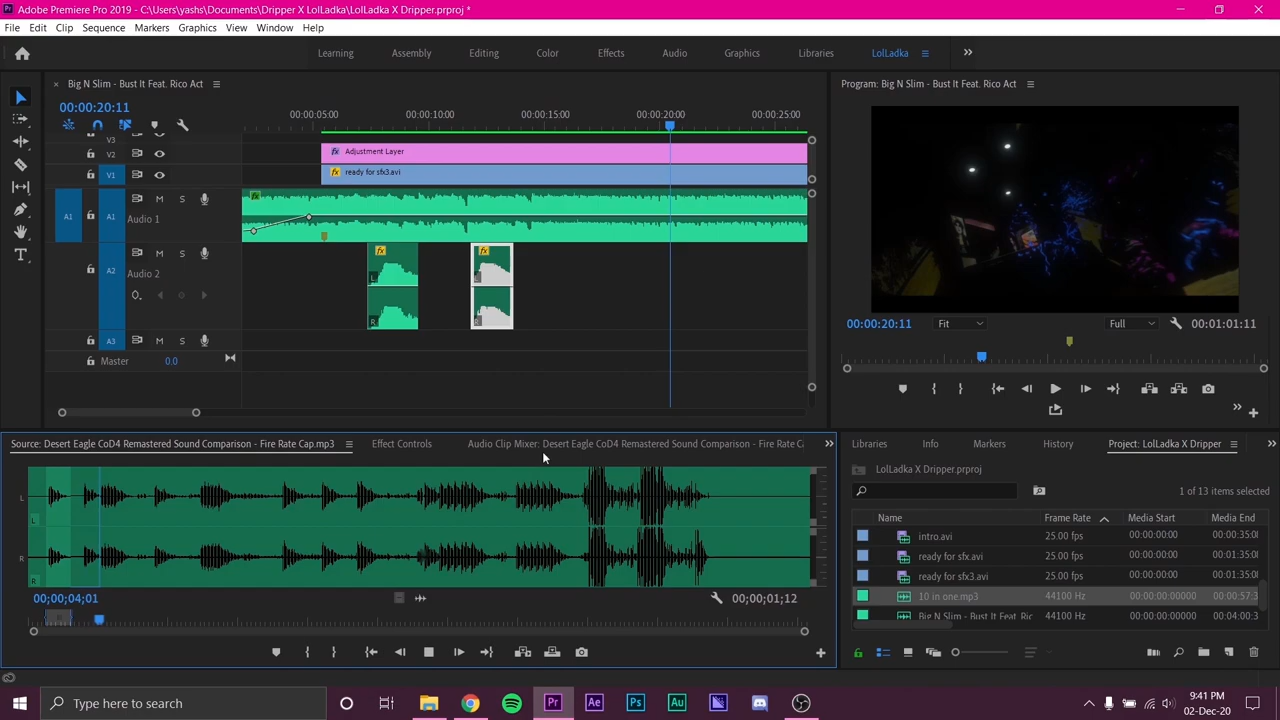 Adobe Premiere Pro 2019 - C:\Users\yashs\Documents\Dripper X LolLadka\LolLadka X Dripper.prproj *
File Edit Clip Sequence Markers Graphics View Window Help
Learning Assembly Editing Color Effects Audio Graphics Libraries LolLadka
Big N Slim - Bust It Feat. Rico Act
Program: Big N Slim - Bust It Feat. Rico Act
00:00:20:11
00:00:05:00 00:00:10:00 00:00:15:00 00:00:20:00 00:00:25:00
V3
V2 fx Adjustment Layer
V1 fx ready for sfx3.avi
A1 A1 M S fx
Audio 1
A2 M S fx fx
Audio 2
L
R
A3 M S
Master 0.0
00:00:20:11 Fit Full 00:01:01:11
Source: Desert Eagle CoD4 Remastered Sound Comparison - Fire Rate Cap.mp3 Effect Controls Audio Clip Mixer: Desert Eagle CoD4 Remastered Sound Comparison - Fire Rate Ca
Libraries Info Markers History Project: LolLadka X Dripper
LolLadka X Dripper.prproj
1 of 13 items selected
L
L
R
R
Name Frame Rate Media Start Media End
intro.avi 25.00 fps 00:00:00:00 00:00:35:0
ready for sfx.avi 25.00 fps 00:00:00:00 00:01:35:0
ready for sfx3.avi 25.00 fps 00:00:00:00 00:01:35:0
10 in one.mp3 44100 Hz 00:00:00:00000 00:00:57:3
Big N Slim - Bust It Feat. Ric 44100 Hz 00:00:00:00000 00:04:00:3
00;00;04;01 00;00;01;12
Type here to search
Pr Ae Ps Au
9:41 PM
02-Dec-20